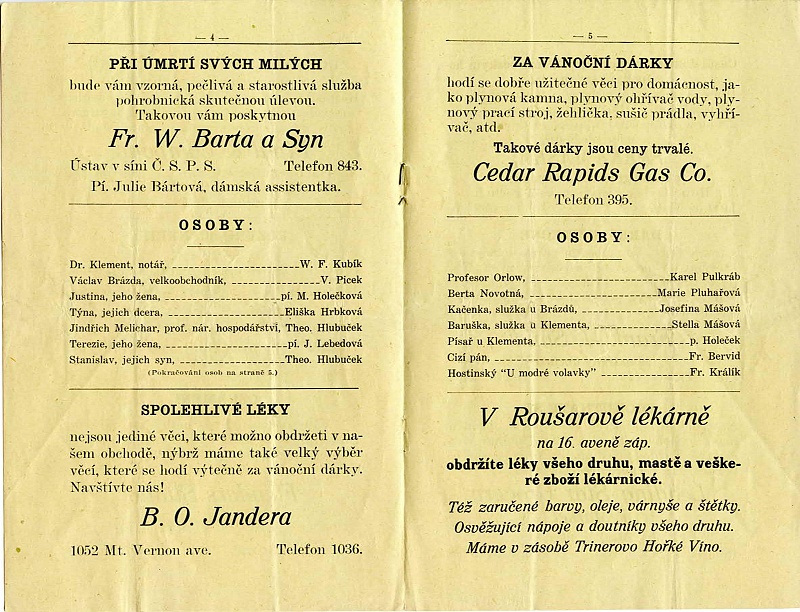 — 4 —
PŘI ÚMRTÍ SVÝCH MILÝCH
bude vám vzorná, pečlivá a starostlivá služba
pohrobnická skutečnou úlevou.
Takovou vám poskytnou
Fr. W. Barta a Syn
Ústav v síni Č. S. P. S. Telefon 843.
Pí. Julie Bártová, dámská assistentka.
OSOBY:
Dr. Klement, notář, W. F. Kubík
Václav Brázda, velkoobchodník, V. Picek
Justina, jeho žena, pí. M. Holečková
Týna, jejich dcera, Eliška Hrbková
Jindřich Melichar, prof. nár. hospodářství, Theo. Hlubuček
Terezie, jeho žena, pí. J. Lebedová
Stanislav, jejich syn, Theo. Hlubuček
(Pokračování osob na straně 5.)
SPOLEHLIVÉ LÉKY
nejsou jediné věci, které možno obdržeti v na-
šem obchodě, nýbrž máme také velký výběr
věcí, které se hodí výtečně za vánoční dárky.
Navštivte nás!
B. O. Jandera
1052 Mt. Vernon ave. Telefon 1036.
— 5 —
ZA VÁNOČNÍ DÁRKY
hodí se dobře užitečné věci pro domácnost, ja-
ko plynová kamna, plynový ohřívač vody, ply-
nový prací stroj, žehlička, sušič prádla, vyhří-
vač, atd.
Takové dárky jsou ceny trvalé.
Cedar Rapids Gas Co.
Telefon 395.
OSOBY:
Profesor Orlow, Karel Pulkráb
Berta Novotná, Marie Pluhařová
Kačenka, služka u Brázdů, Josefina Mášová
Baruška, služka u Klementa, Stella Mášová
Písař u Klementa, p. Holeček
Cizí pán, Fr. Bervid
Hostinský "U modré volavky" Fr. Králík
V Roušarově lékárně
na 16. aveně záp.
obdržíte léky všeho druhu, mastě a veške-
ré zboží lékárnické.
Též zaručené barvy, oleje, várnyše a štětky.
Osvěžující nápoje a doutníky všeho druhu.
Máme v zásobě Trinerovo Hořké Víno.